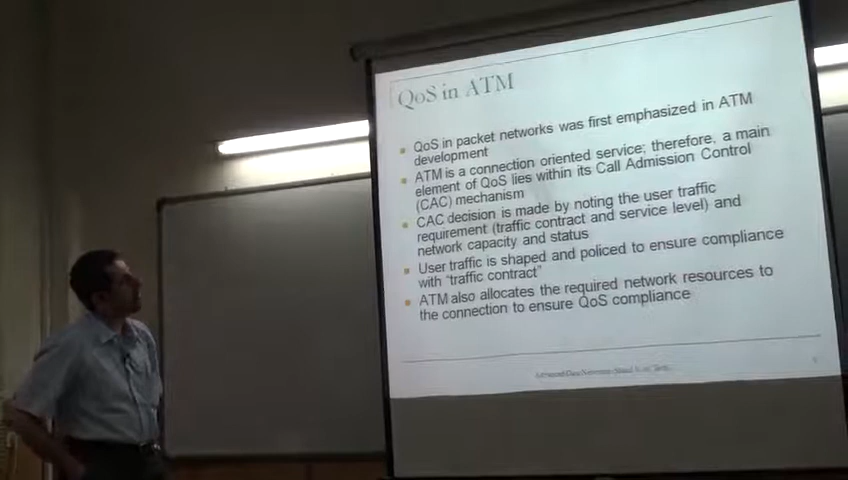 QoS in ATM
QoS in packet networks was first emphasized in ATM
development
ATM is a connection oriented service; therefore, a main
element of QoS lies within its Call Admission Control
(CAC) mechanism
CAC decision is made by noting the user traffic
requirement (traffic contract and service level) and
network capacity and status
User traffic is shaped and policed to ensure compliance
with "traffic contract"
ATM also allocates the required network resources to
the connection to ensure QoS compliance